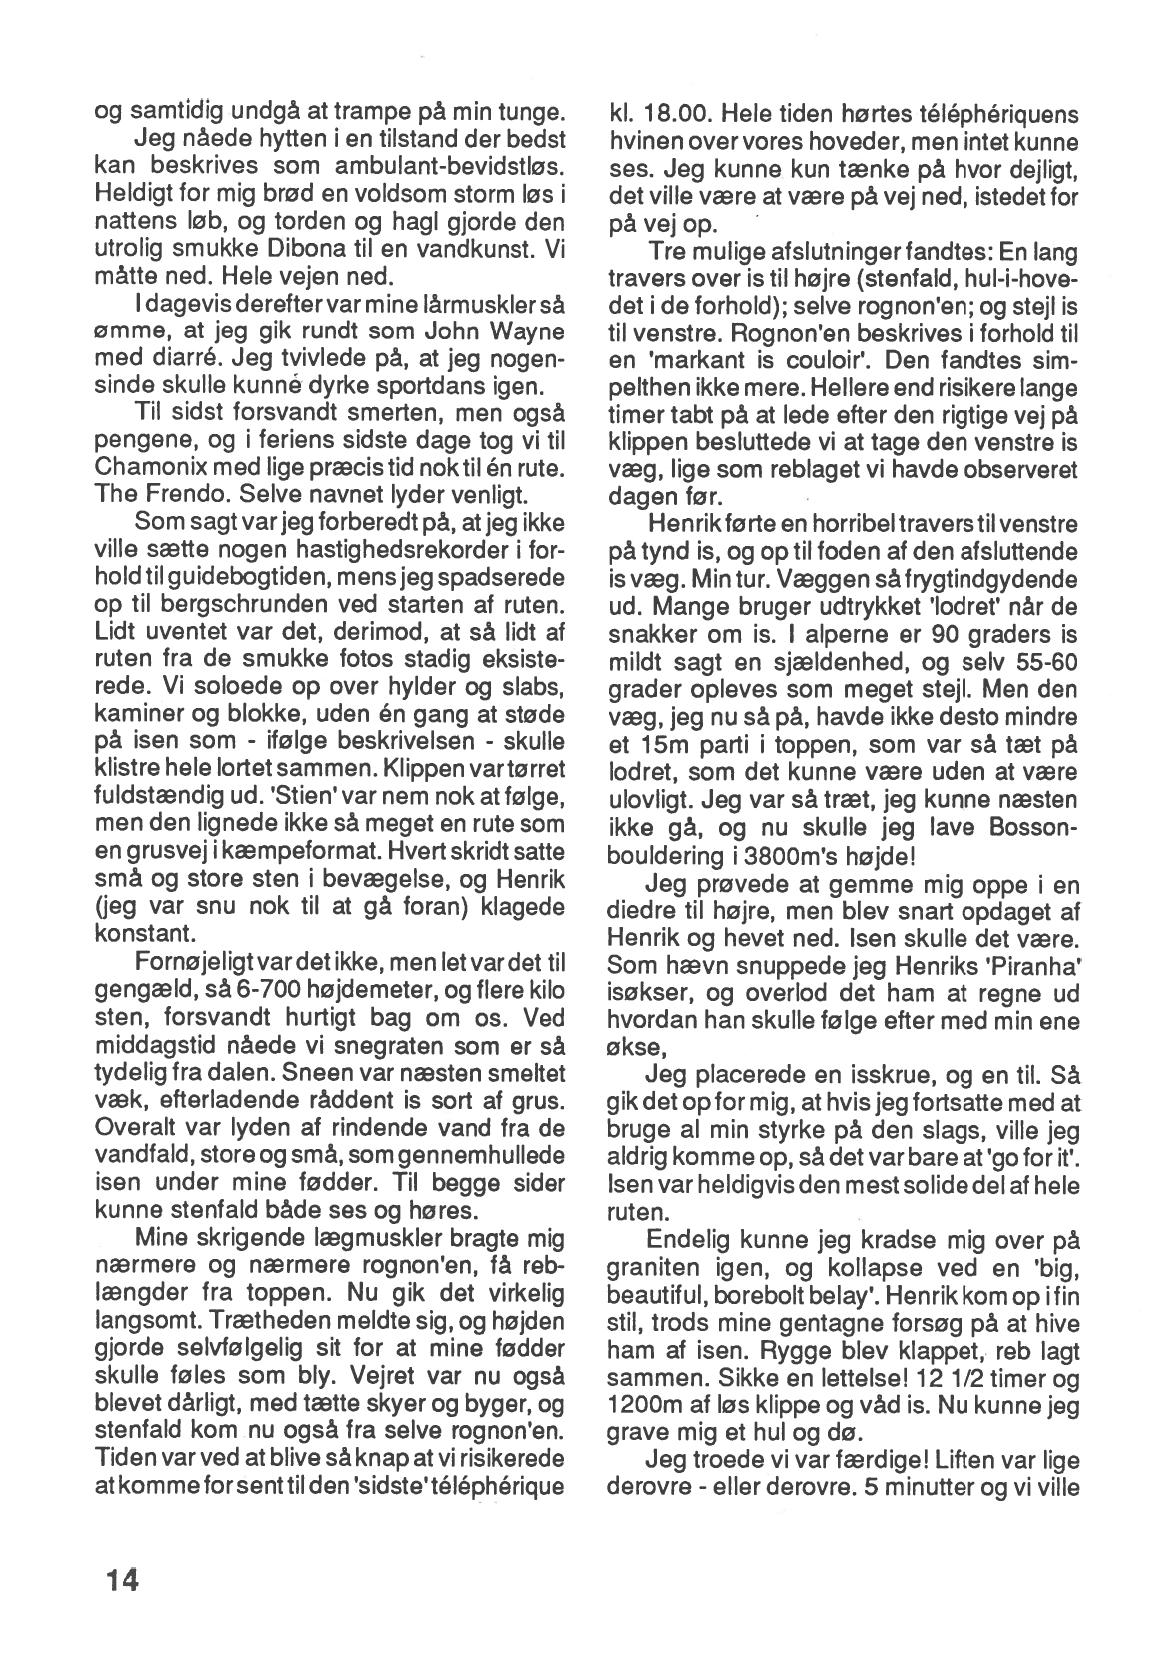 og samtidig undgå at trampe på min tunge.
Jeg nåede hytten i en tilstand der bedst
kan beskrives som ambulant-bevidstløs.
Heldigt for mig brød en voldsom storm løs i
nattens løb, og torden og hagl gjorde den
utrolig smukke Dibona til en vandkunst. Vi
måtte ned. Hele vejen ned.
I dagevis derefter var mine lårmuskler så
ømme, at jeg gik rundt som John Wayne
med diarré. Jeg tvivlede på, at jeg nogen-
sinde skulle kunne dyrke sportdans igen.
Til sidst forsvandt smerten, men også
pengene, og i feriens sidste dage tog vi til
Chamonix med lige præcis tid nok til én rute.
The Frendo. Selve navnet lyder venligt.
Som sagt var jeg forberedt på, at jeg ikke
ville sætte nogen hastighedsrekorder i for-
hold til guidebogtiden, mens jeg spadserede
op til bergschrunden ved starten af ruten.
Lidt uventet var det, derimod, at så lidt af
ruten fra de smukke fotos stadig eksiste-
rede. Vi soloede op over hylder og slabs,
kaminer og blokke, uden én gang at støde
på isen som - ifølge beskrivelsen - skulle
klistre hele lortet sammen. Klippen var tørret
fuldstændig ud. 'Stien' var nem nok at følge,
men den lignede ikke så meget en rute som
en grusvej i kæmpeformat. Hvert skridt satte
små og store sten i bevægelse, og Henrik
(jeg var snu nok til at gå foran) klagede
konstant.
Fornøjeligt var det ikke, men let var det til
gengæld, så 6-700 højdemeter, og flere kilo
sten, forsvandt hurtigt bag om os. Ved
middagstid nåede vi snegraten som er så
tydelig fra dalen. Sneen var næsten smeltet
væk, efterladende råddent is sort af grus.
Overalt var lyden af rindende vand fra de
vandfald, store og små, som gennemhullede
isen under mine fødder. Til begge sider
kunne stenfald både ses og høres.
Mine skrigende lægmuskler bragte mig
nærmere og nærmere rognon'en, få reb-
længder fra toppen. Nu gik det virkelig
langsomt. Trætheden meldte sig, og højden
gjorde selvfølgelig sit for at mine fødder
skulle føles som bly. Vejret var nu også
blevet dårligt, med tætte skyer og byger, og
stenfald kom nu også fra selve rognon'en.
Tiden var ved at blive så knap at vi risikerede
at komme for sent til den 'sidste' téléphérique
kl. 18.00. Hele tiden hørtes téléphériquens
hvinen over vores hoveder, men intet kunne
ses. Jeg kunne kun tænke på hvor dejligt,
det ville være at være på vej ned, istedet for
på vej op.
Tre mulige afslutninger fandtes: En lang
travers over is til højre (stenfald, hul-i-hove-
det i de forhold); selve rognon'en; og stejl is
til venstre. Rognon'en beskrives i forhold til
en 'markant is couloir'. Den fandtes sim-
pelthen ikke mere. Hellere end risikere lange
timer tabt på at lede efter den rigtige vej på
klippen besluttede vi at tage den venstre is
væg, lige som reblaget vi havde observeret
dagen før.
Henrik førte en horribel travers til venstre
på tynd is, og op til foden af den afsluttende
is væg. Min tur. Væggen så frygtindgydende
ud. Mange bruger udtrykket 'lodret' når de
snakker om is. I alperne er 90 graders is
mildt sagt en sjældenhed, og selv 55-60
grader opleves som meget stejl. Men den
væg, jeg nu så på, havde ikke desto mindre
et 15m parti i toppen, som var så tæt på
lodret, som det kunne være uden at være
ulovligt. Jeg var så træt, jeg kunne næsten
ikke gå, og nu skulle jeg lave Bosson-
bouldering i 3800m's højde!
Jeg prøvede at gemme mig oppe i en
diedre til højre, men blev snart opdaget af
Henrik og hevet ned. Isen skulle det være.
Som hævn snuppede jeg Henriks 'Piranha'
isøkser, og overlod det ham at regne ud
hvordan han skulle følge efter med min ene
økse,
Jeg placerede en isskrue, og en til. Så
gik det op for mig, at hvis jeg fortsatte med at
bruge al min styrke på den slags, ville jeg
aldrig komme op, så det var bare at 'go for it'.
Isen var heldigvis den mest solide del af hele
ruten.
Endelig kunne jeg kradse mig over på
graniten igen, og kollapse ved en 'big,
beautiful, borebolt belay'. Henrik kom op i fin
stil, trods mine gentagne forsøg på at hive
ham af isen. Rygge blev klappet, reb lagt
sammen. Sikke en lettelse! 12 1/2 timer og
1200m af løs klippe og våd is. Nu kunne jeg
grave mig et hul og dø.
Jeg troede vi var færdige! Liften var lige
derovre - eller derovre. 5 minutter og vi ville
14